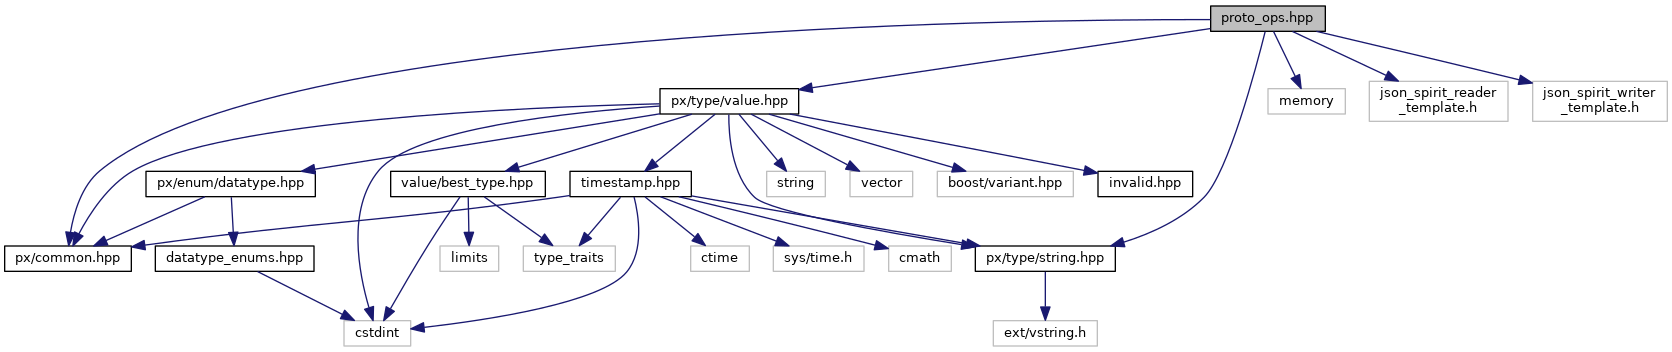 proto_ops.hpp
px/type/value.hpp
memory
json_spirit_reader
_template.h
json_spirit_writer
_template.h
px/enum/datatype.hpp
value/best_type.hpp
timestamp.hpp
string
vector
boost/variant.hpp
invalid.hpp
px/common.hpp
datatype_enums.hpp
limits
type_traits
ctime
sys/time.h
cmath
px/type/string.hpp
cstdint
ext/vstring.h